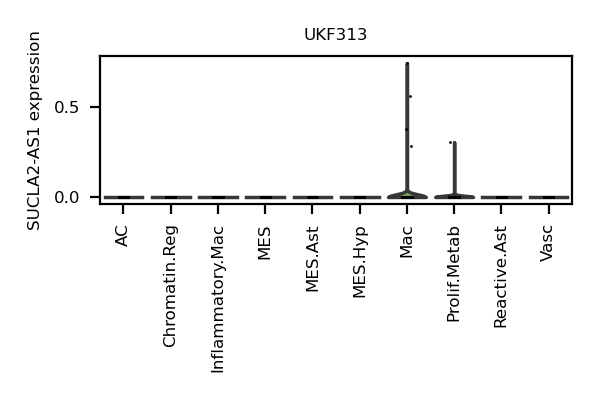 UKF313
SUCLA2-AS1 expression
0.5
0.0
AC
Chromatin.Reg
Inflammatory.Mac
MES
MES.Ast
MES.Hyp
Mac
Prolif.Metab
Reactive.Ast
Vasc